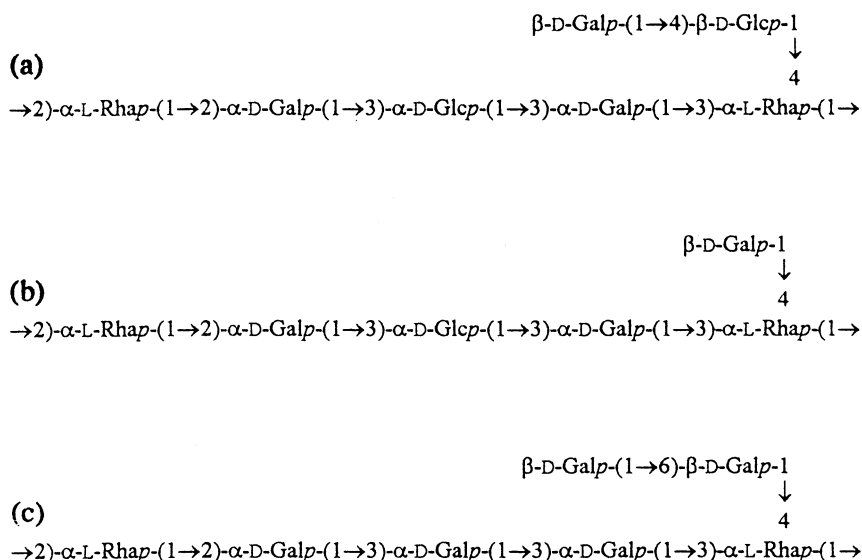 β-D-Galp-(1→4)-β-D-Glcp-1
↓
(a)
4
→2)-α-L-Rhap-(1→2)-α-D-Galp-(1→3)-α-D-Glcp-(1→3)-α-D-Galp-(1→3)-α-L-Rhap-(1→
β-D-Galp-1
↓
(b)
4
→2)-α-L-Rhap-(1→2)-α-D-Galp-(1→3)-α-D-Glcp-(1→3)-α-D-Galp-(1→3)-α-L-Rhap-(1→
β-D-Galp-(1→6)-β-D-Galp-1
↓
(c)
4
→2)-α-L-Rhap-(1→2)-α-D-Galp-(1→3)-α-D-Galp-(1→3)-α-D-Galp-(1→3)-α-L-Rhap-(1→